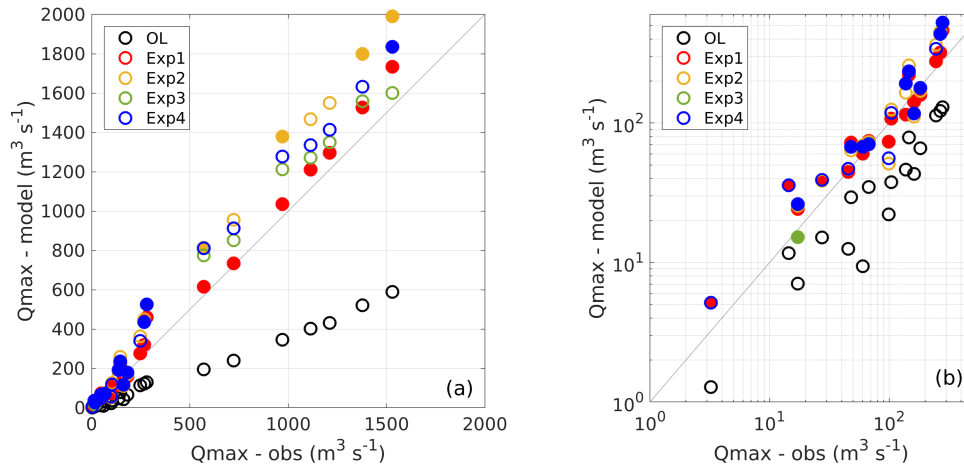 2000
1800
1600
1400
1200
1000
800
600
400
200
0
Qmax - model (m³ s⁻¹)
OL
Exp1
Exp2
Exp3
Exp4
(a)
0 500 1000 1500 2000
Qmax - obs (m³ s⁻¹)
10²
10¹
10⁰
Qmax - model (m³ s⁻¹)
OL
Exp1
Exp2
Exp3
Exp4
(b)
10⁰ 10¹ 10²
Qmax - obs (m³ s⁻¹)